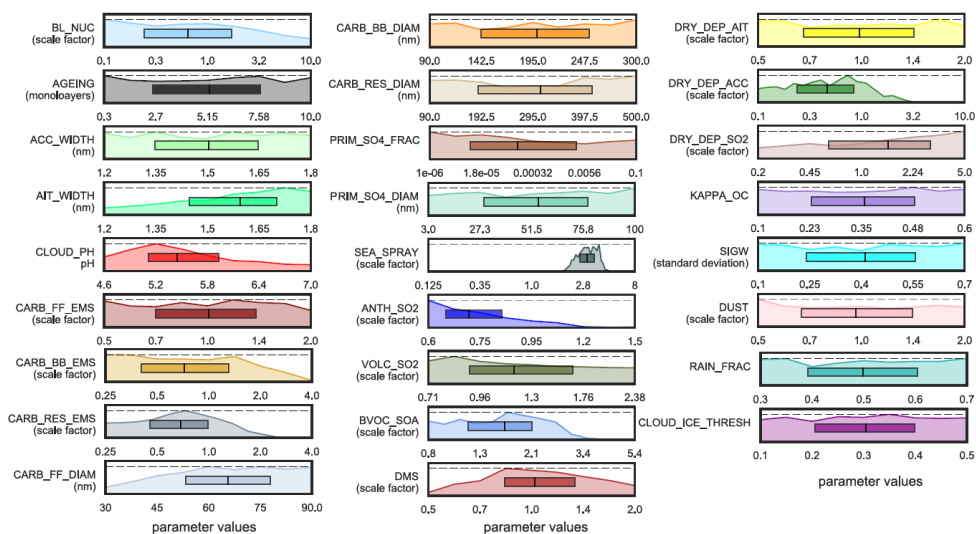 BL_NUC
(scale factor)
0.1 0.3 1.0 3.2 10.0
AGEING
(monoloayers)
0.3 2.7 5.15 7.58 10.0
ACC_WIDTH
(nm)
1.2 1.35 1.5 1.65 1.8
AIT_WIDTH
(nm)
1.2 1.35 1.5 1.65 1.8
CLOUD_PH
pH
4.6 5.2 5.8 6.4 7.0
CARB_FF_EMS
(scale factor)
0.5 0.7 1.0 1.4 2.0
CARB_BB_EMS
(scale factor)
0.25 0.5 1.0 2.0 4.0
CARB_RES_EMS
(scale factor)
0.25 0.5 1.0 2.0 4.0
CARB_FF_DIAM
(nm)
30 45 60 75 90.0
parameter values
CARB_BB_DIAM
(nm)
90.0 142.5 195.0 247.5 300.0
CARB_RES_DIAM
(nm)
90.0 192.5 295.0 397.5 500.0
PRIM_SO4_FRAC
1e-06 1.8e-05 0.00032 0.0056 0.1
PRIM_SO4_DIAM
(nm)
3.0 27.3 51.5 75.8 100
SEA_SPRAY
(scale factor)
0.125 0.35 1.0 2.8 8
ANTH_SO2
(scale factor)
0.6 0.75 0.95 1.2 1.5
VOLC_SO2
(scale factor)
0.71 0.96 1.3 1.76 2.38
BVOC_SOA
(scale factor)
0.8 1.3 2.1 3.4 5.4
DMS
(scale factor)
0.5 0.7 1.0 1.4 2.0
parameter values
DRY_DEP_AIT
(scale factor)
0.5 0.7 1.0 1.4 2.0
DRY_DEP_ACC
(scale factor)
0.1 0.3 1.0 3.2 10.0
DRY_DEP_SO2
(scale factor)
0.2 0.45 1.0 2.24 5.0
KAPPA_OC
0.1 0.23 0.35 0.48 0.6
SIGW
(standard deviation)
0.1 0.25 0.4 0.55 0.7
DUST
(scale factor)
0.5 0.7 1.0 1.4 2.0
RAIN_FRAC
0.3 0.4 0.5 0.6 0.7
CLOUD_ICE_THRESH
0.1 0.2 0.3 0.4 0.5
parameter values